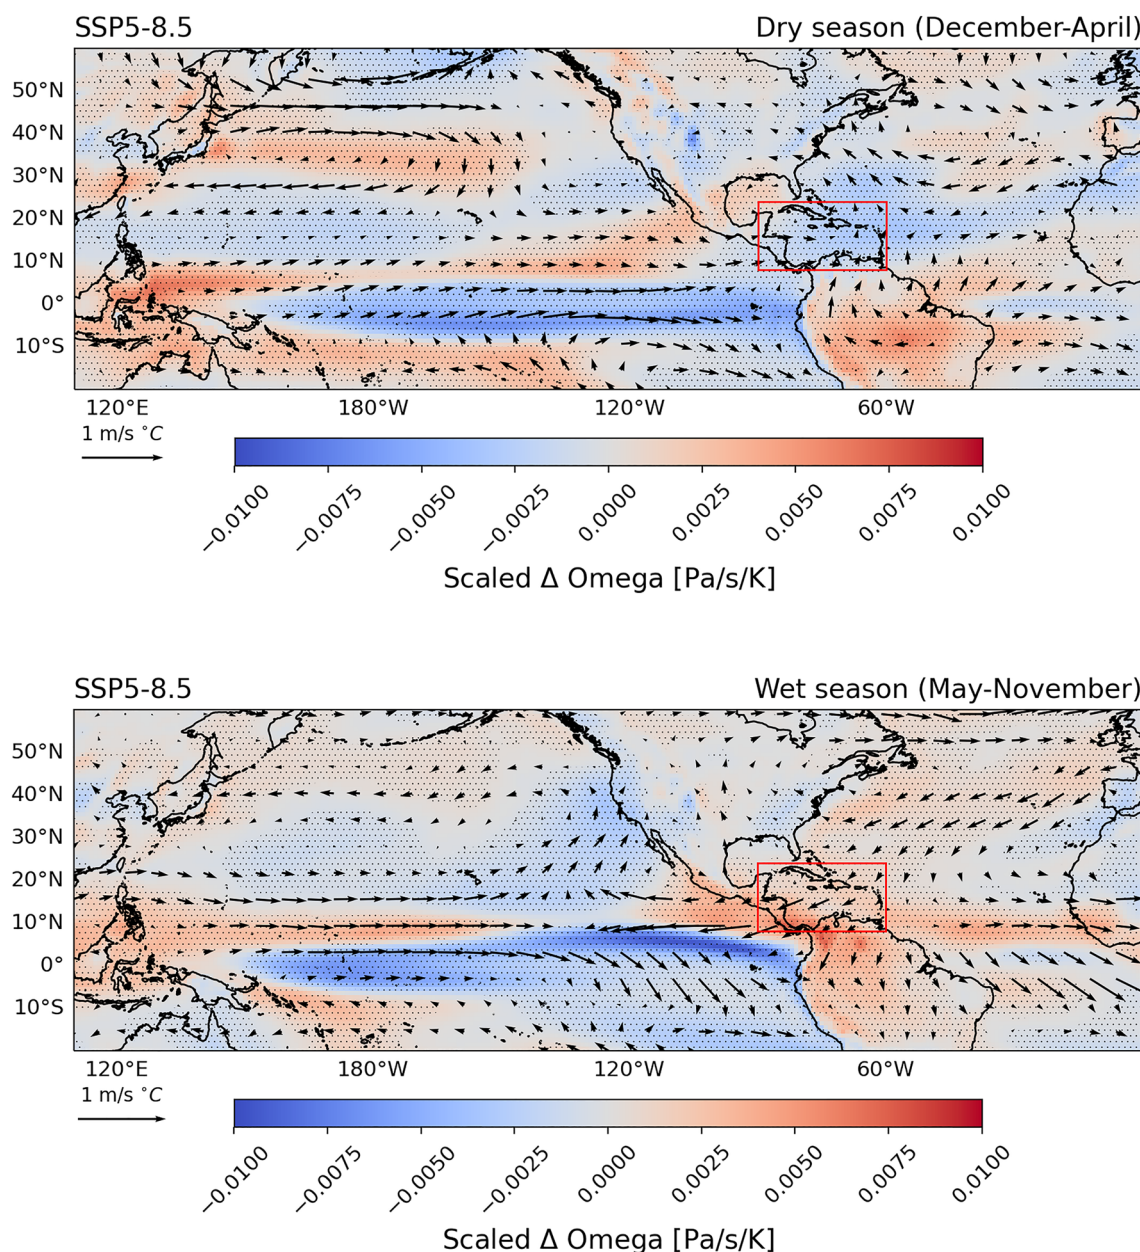 SSP5-8.5 Dry season (December-April)
50°N
40°N
30°N
20°N
10°N
0°
10°S
120°E 180°W 120°W 60°W
1 m/s °C
−0.0100 −0.0075 −0.0050 −0.0025 0.0000 0.0025 0.0050 0.0075 0.0100
Scaled Δ Omega [Pa/s/K]
SSP5-8.5 Wet season (May-November)
50°N
40°N
30°N
20°N
10°N
0°
10°S
120°E 180°W 120°W 60°W
1 m/s °C
−0.0100 −0.0075 −0.0050 −0.0025 0.0000 0.0025 0.0050 0.0075 0.0100
Scaled Δ Omega [Pa/s/K]